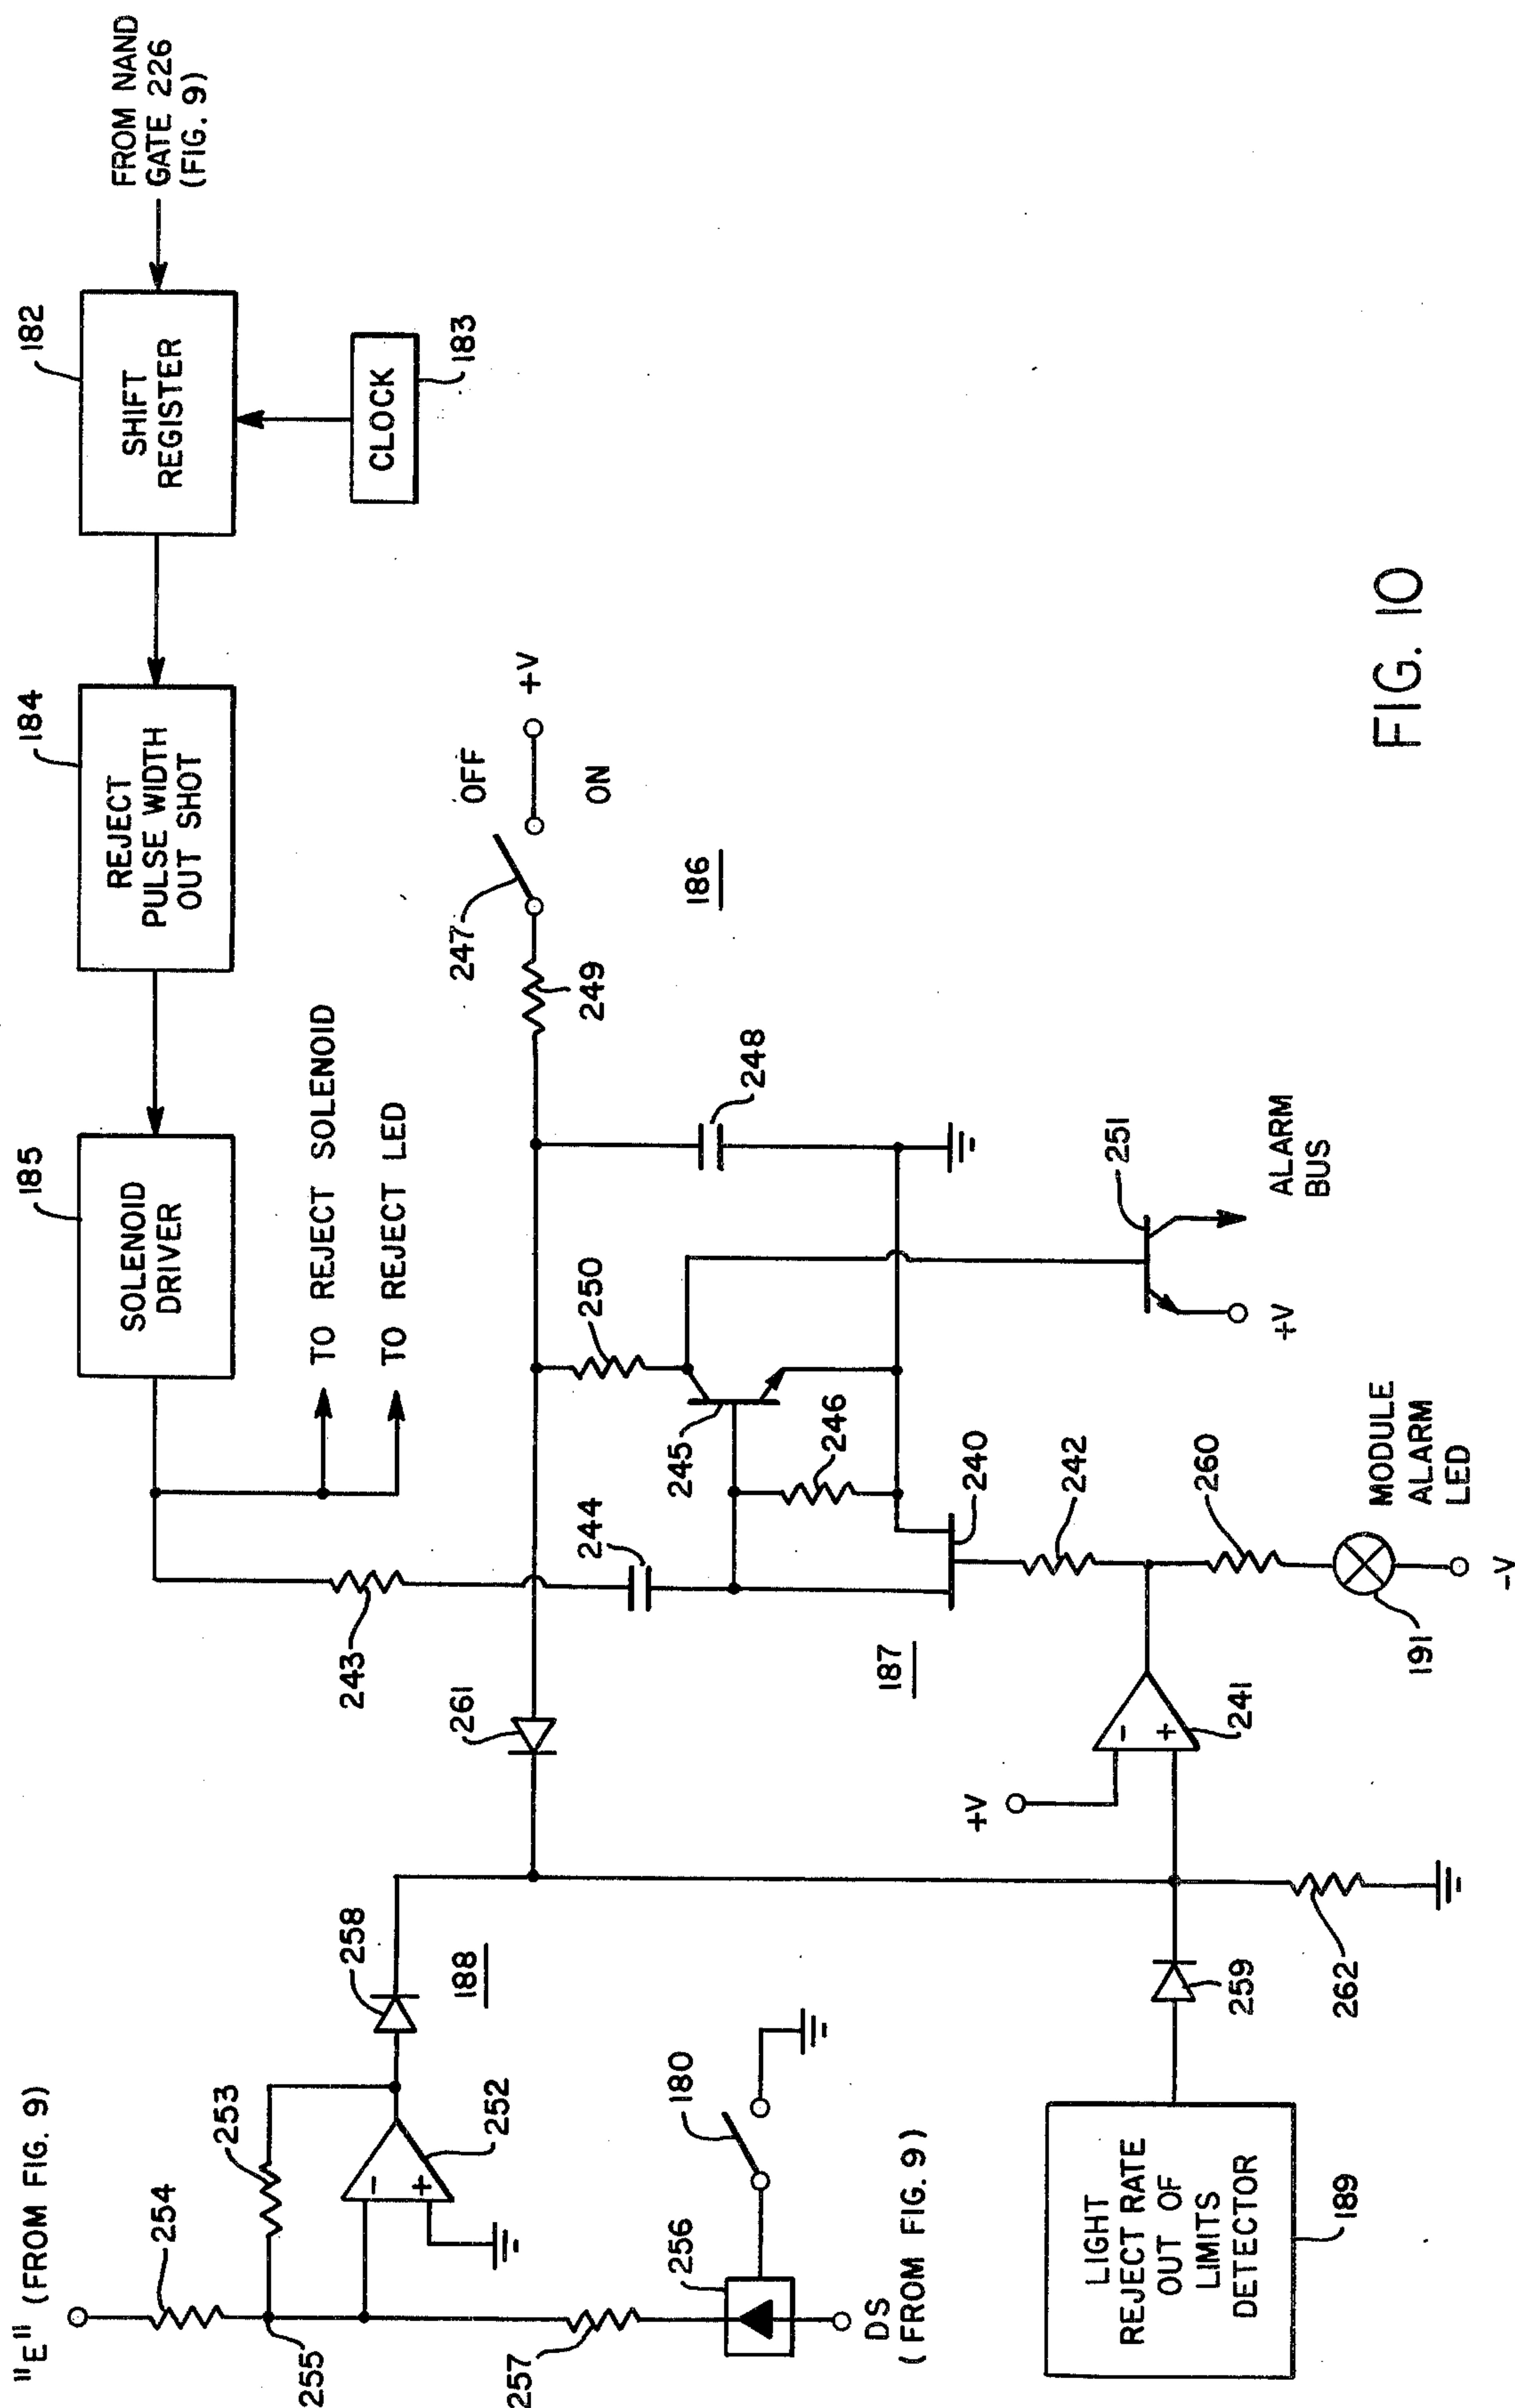 "E" (FROM FIG. 9)
254
253
255
252
258
188
257
256
180
DS
(FROM FIG. 9)
LIGHT
REJECT RATE
OUT OF
LIMITS
DETECTOR
189
259
262
185
SOLENOID
DRIVER
184
REJECT
PULSE WIDTH
OUT SHOT
182
SHIFT
REGISTER
FROM NAND
GATE 226
(FIG. 9)
CLOCK
183
TO REJECT SOLENOID
TO REJECT LED
243
261
244
250
245
246
248
249
247
OFF
ON
+V
186
187
240
242
241
+V
260
191
MODULE
ALARM
LED
-V
251
+V
ALARM
BUS
-
+
-
+
FIG. 10